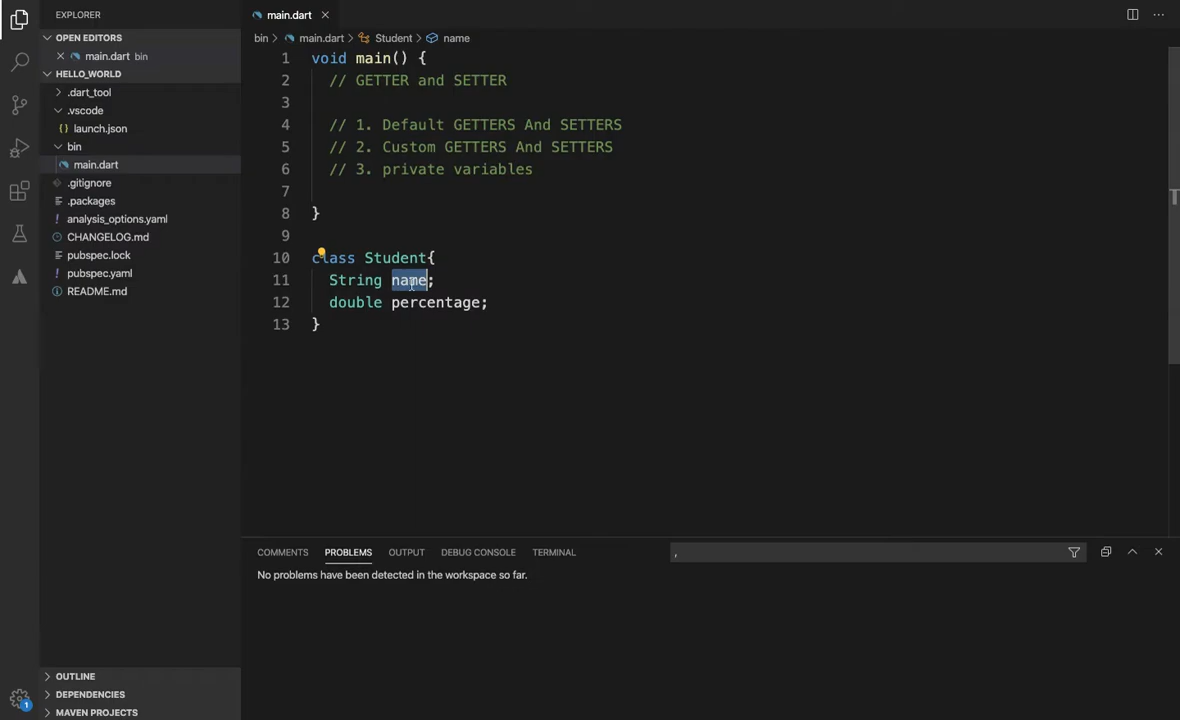 EXPLORER
OPEN EDITORS
main.dart bin
HELLO_WORLD
.dart_tool
.vscode
launch.json
bin
main.dart
.gitignore
.packages
analysis_options.yaml
CHANGELOG.md
pubspec.lock
pubspec.yaml
README.md
OUTLINE
DEPENDENCIES
MAVEN PROJECTS
1
main.dart
bin > main.dart > Student > name
1 void main() {
2 // GETTER and SETTER
3
4 // 1. Default GETTERS And SETTERS
5 // 2. Custom GETTERS And SETTERS
6 // 3. private variables
7
8 }
9
10 class Student{
11 String name;
12 double percentage;
13 }
COMMENTS PROBLEMS OUTPUT DEBUG CONSOLE TERMINAL ,
No problems have been detected in the workspace so far.